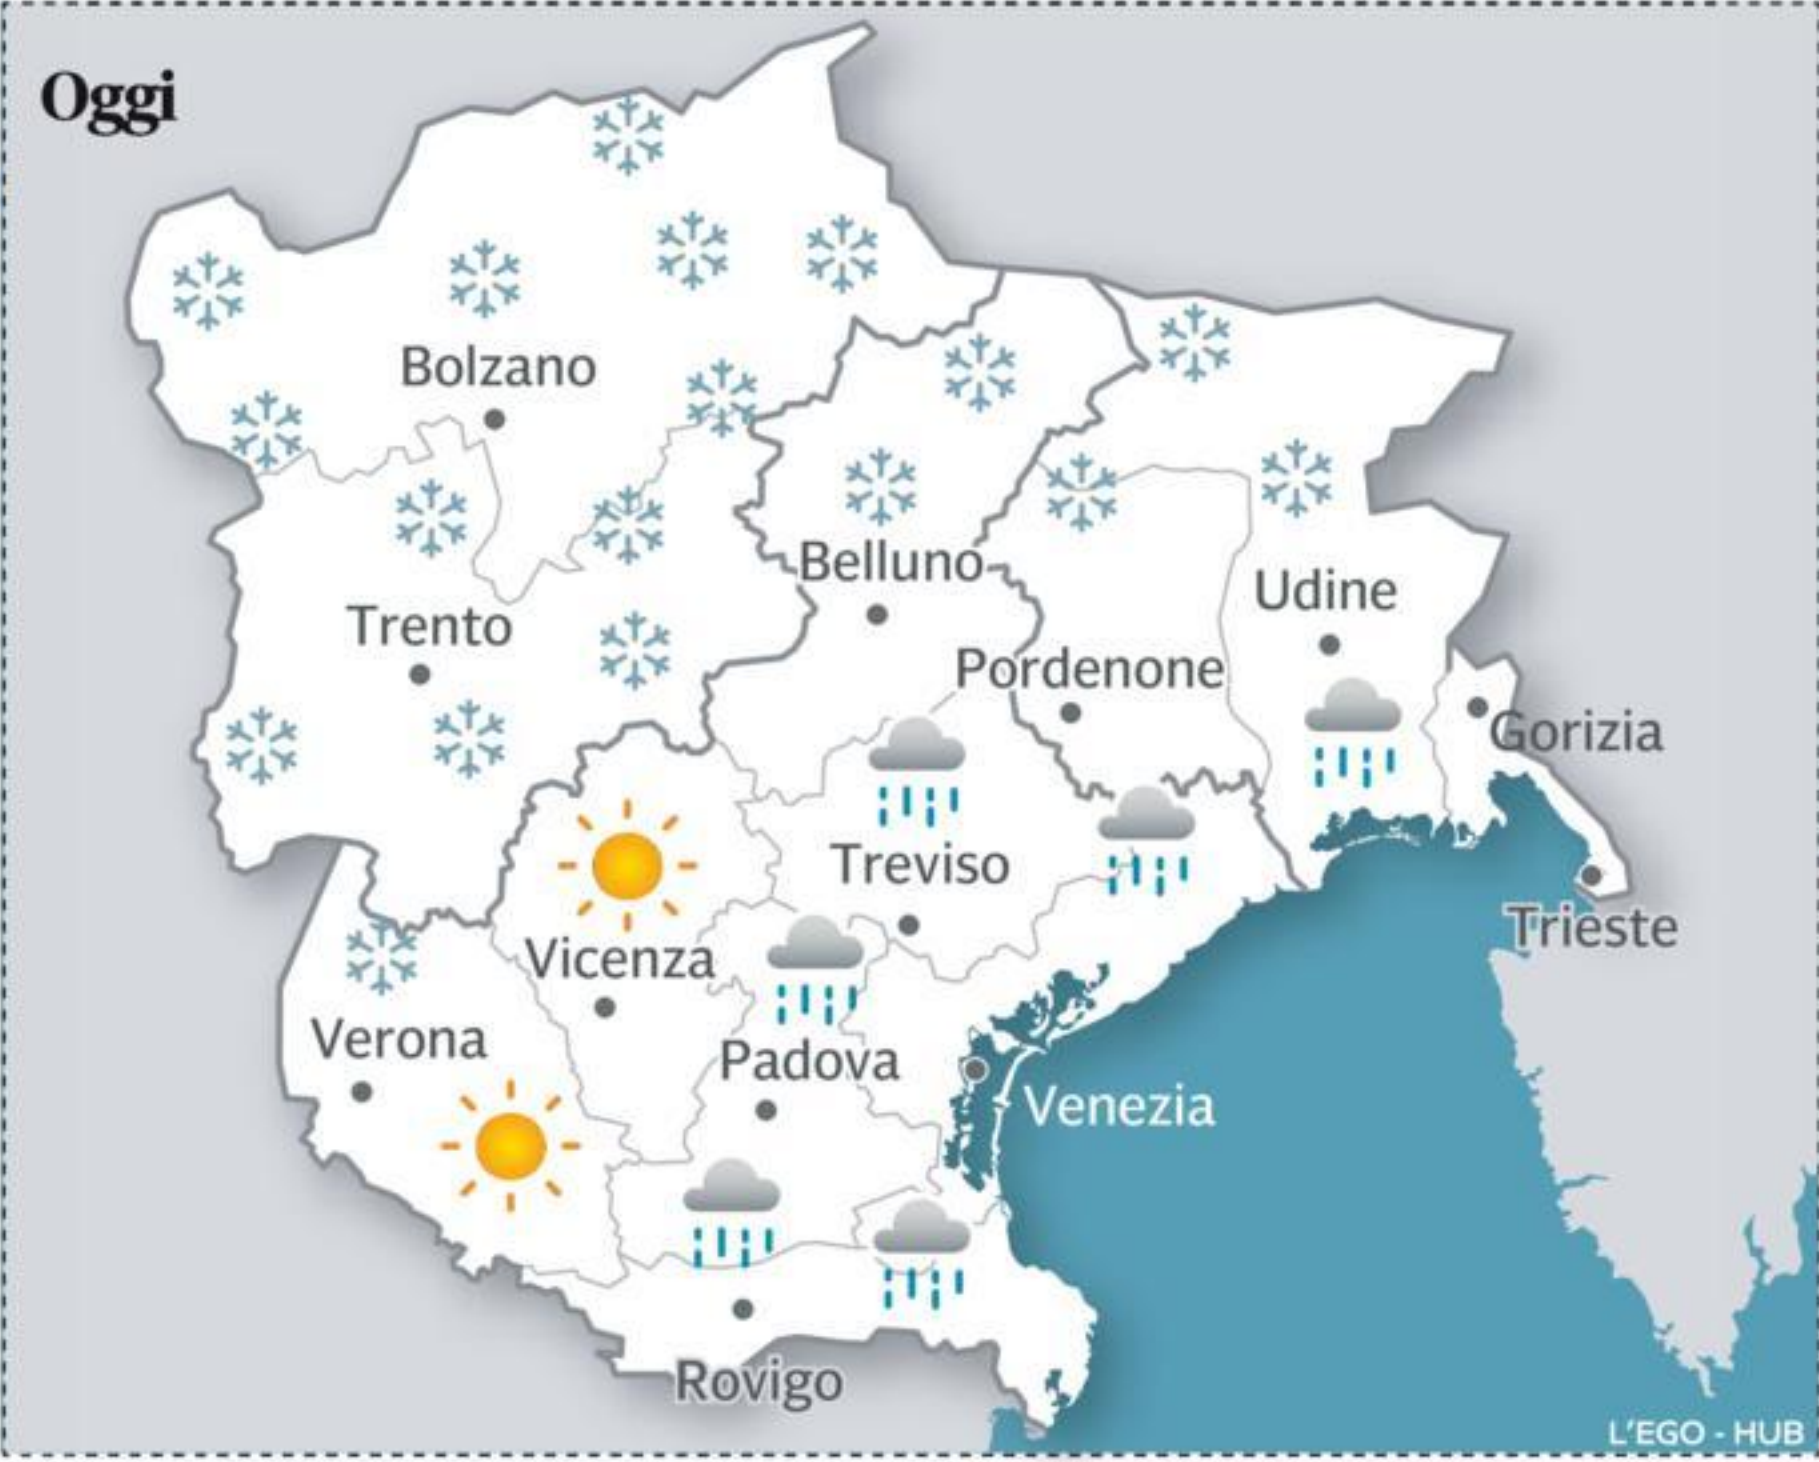 Oggi
Bolzano
Belluno
Udine
Trento
Pordenone
Gorizia
Treviso
Trieste
Vicenza
Verona
Padova
Venezia
Rovigo
L'EGO - HUB